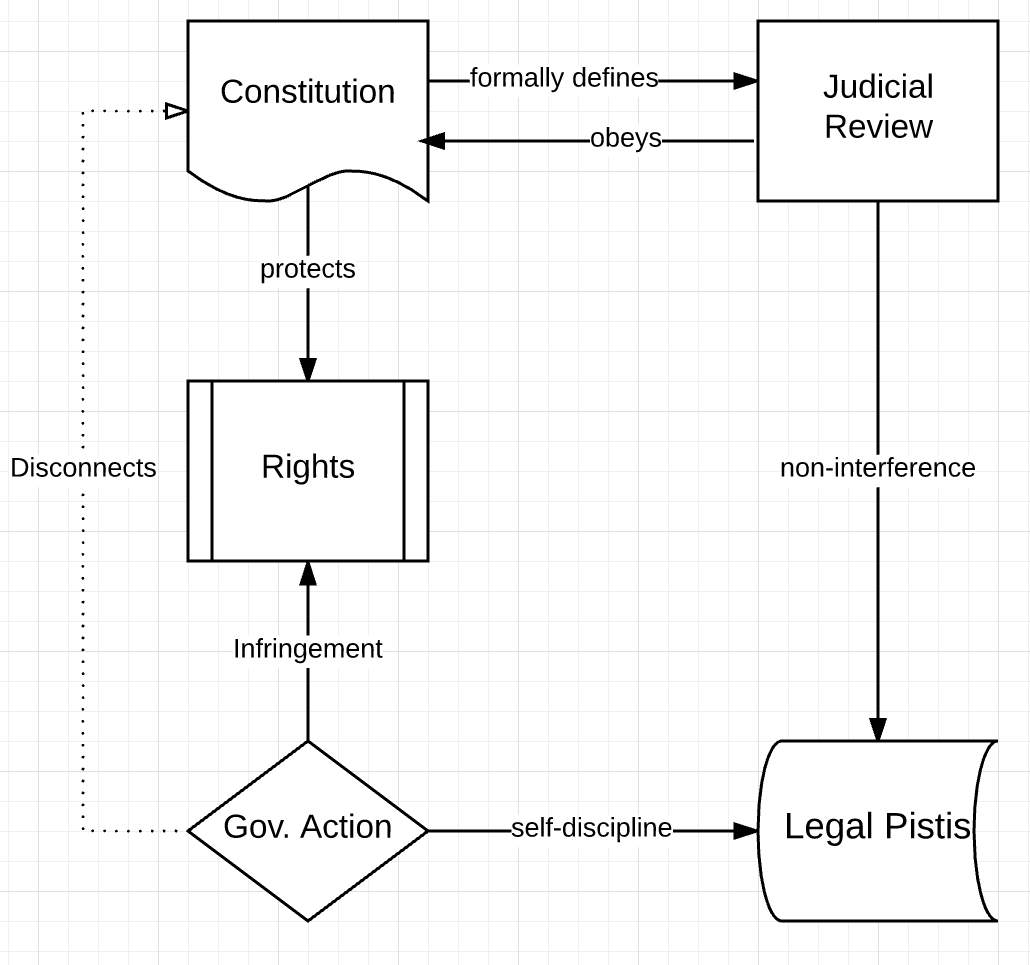 Constitution
formally defines
Judicial
Review
obeys
protects
Disconnects
Rights
non-interference
Infringement
Gov. Action
self-discipline
Legal Pistis